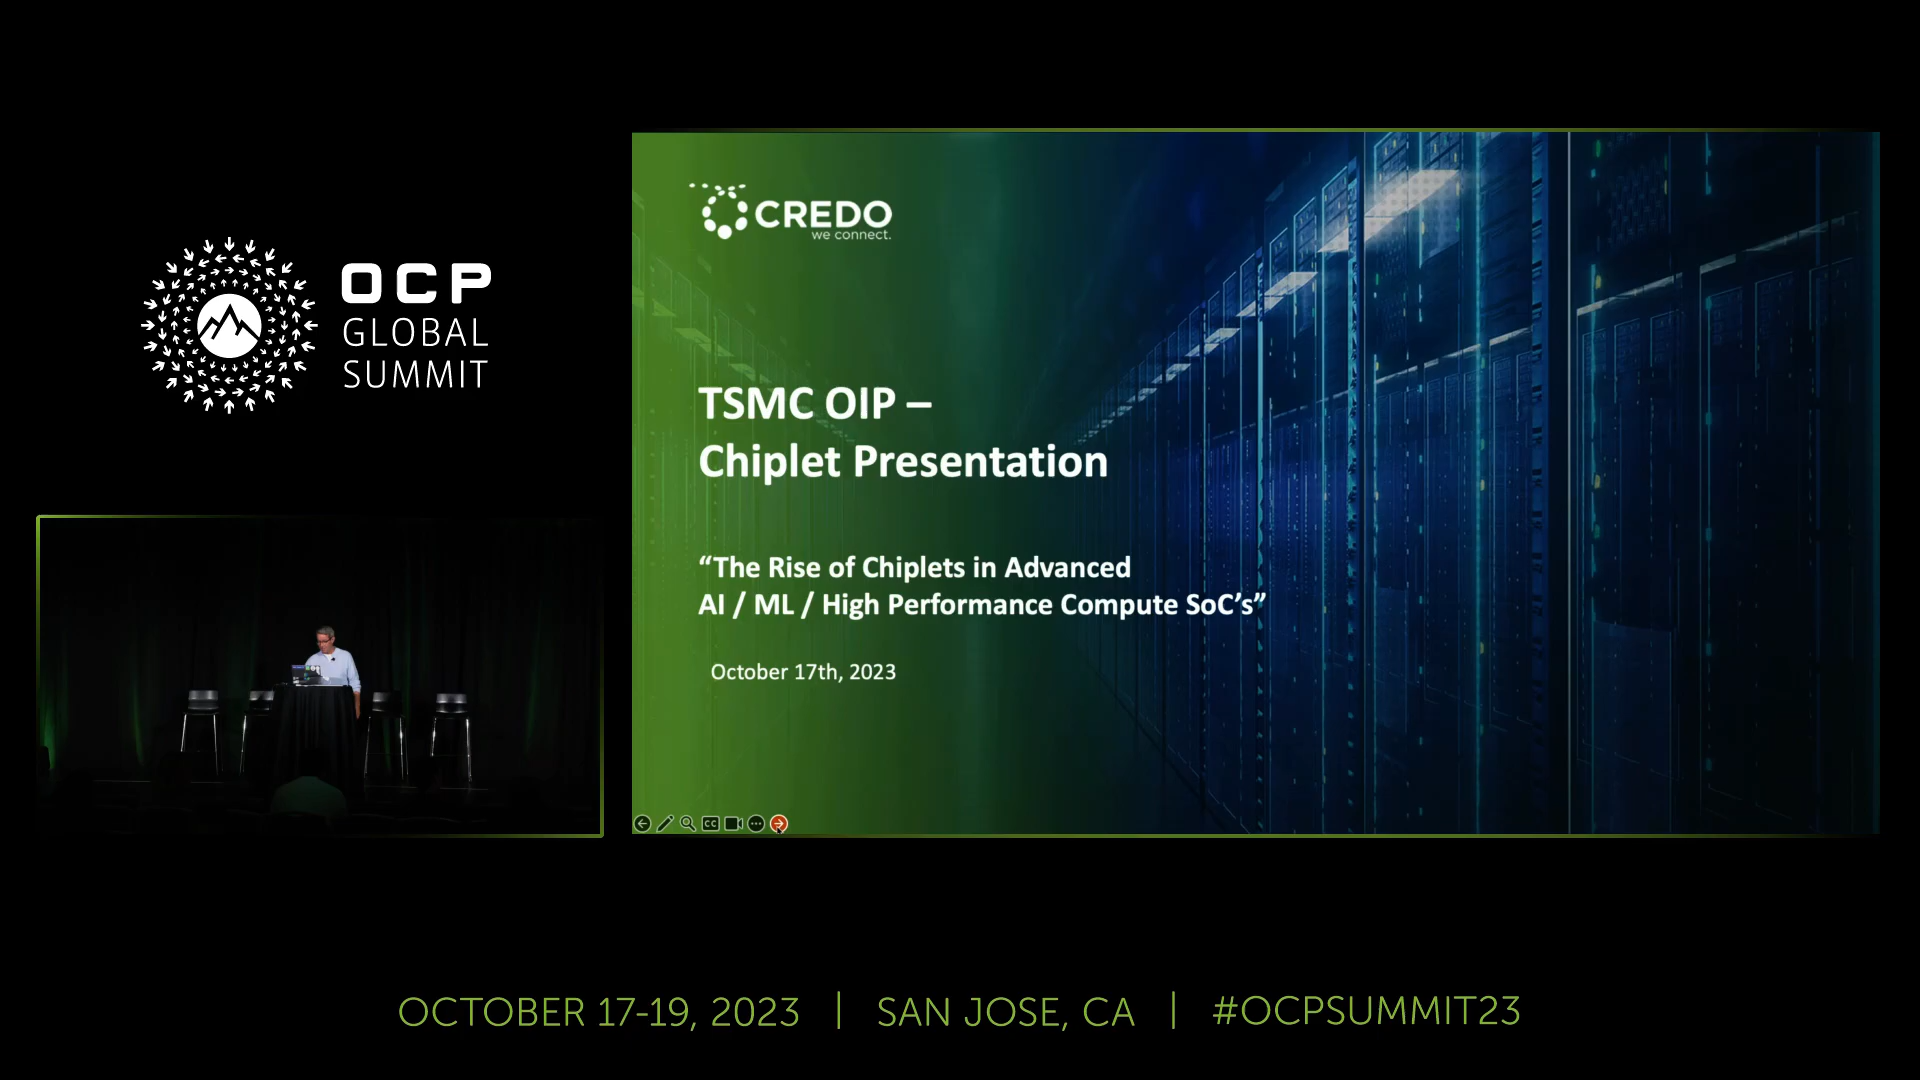 OCP
GLOBAL
SUMMIT
CREDO
we connect.
TSMC OIP –
Chiplet Presentation
“The Rise of Chiplets in Advanced
AI / ML / High Performance Compute SoC’s”
October 17th, 2023
CC
OCTOBER 17-19, 2023 | SAN JOSE, CA | #OCPSUMMIT23